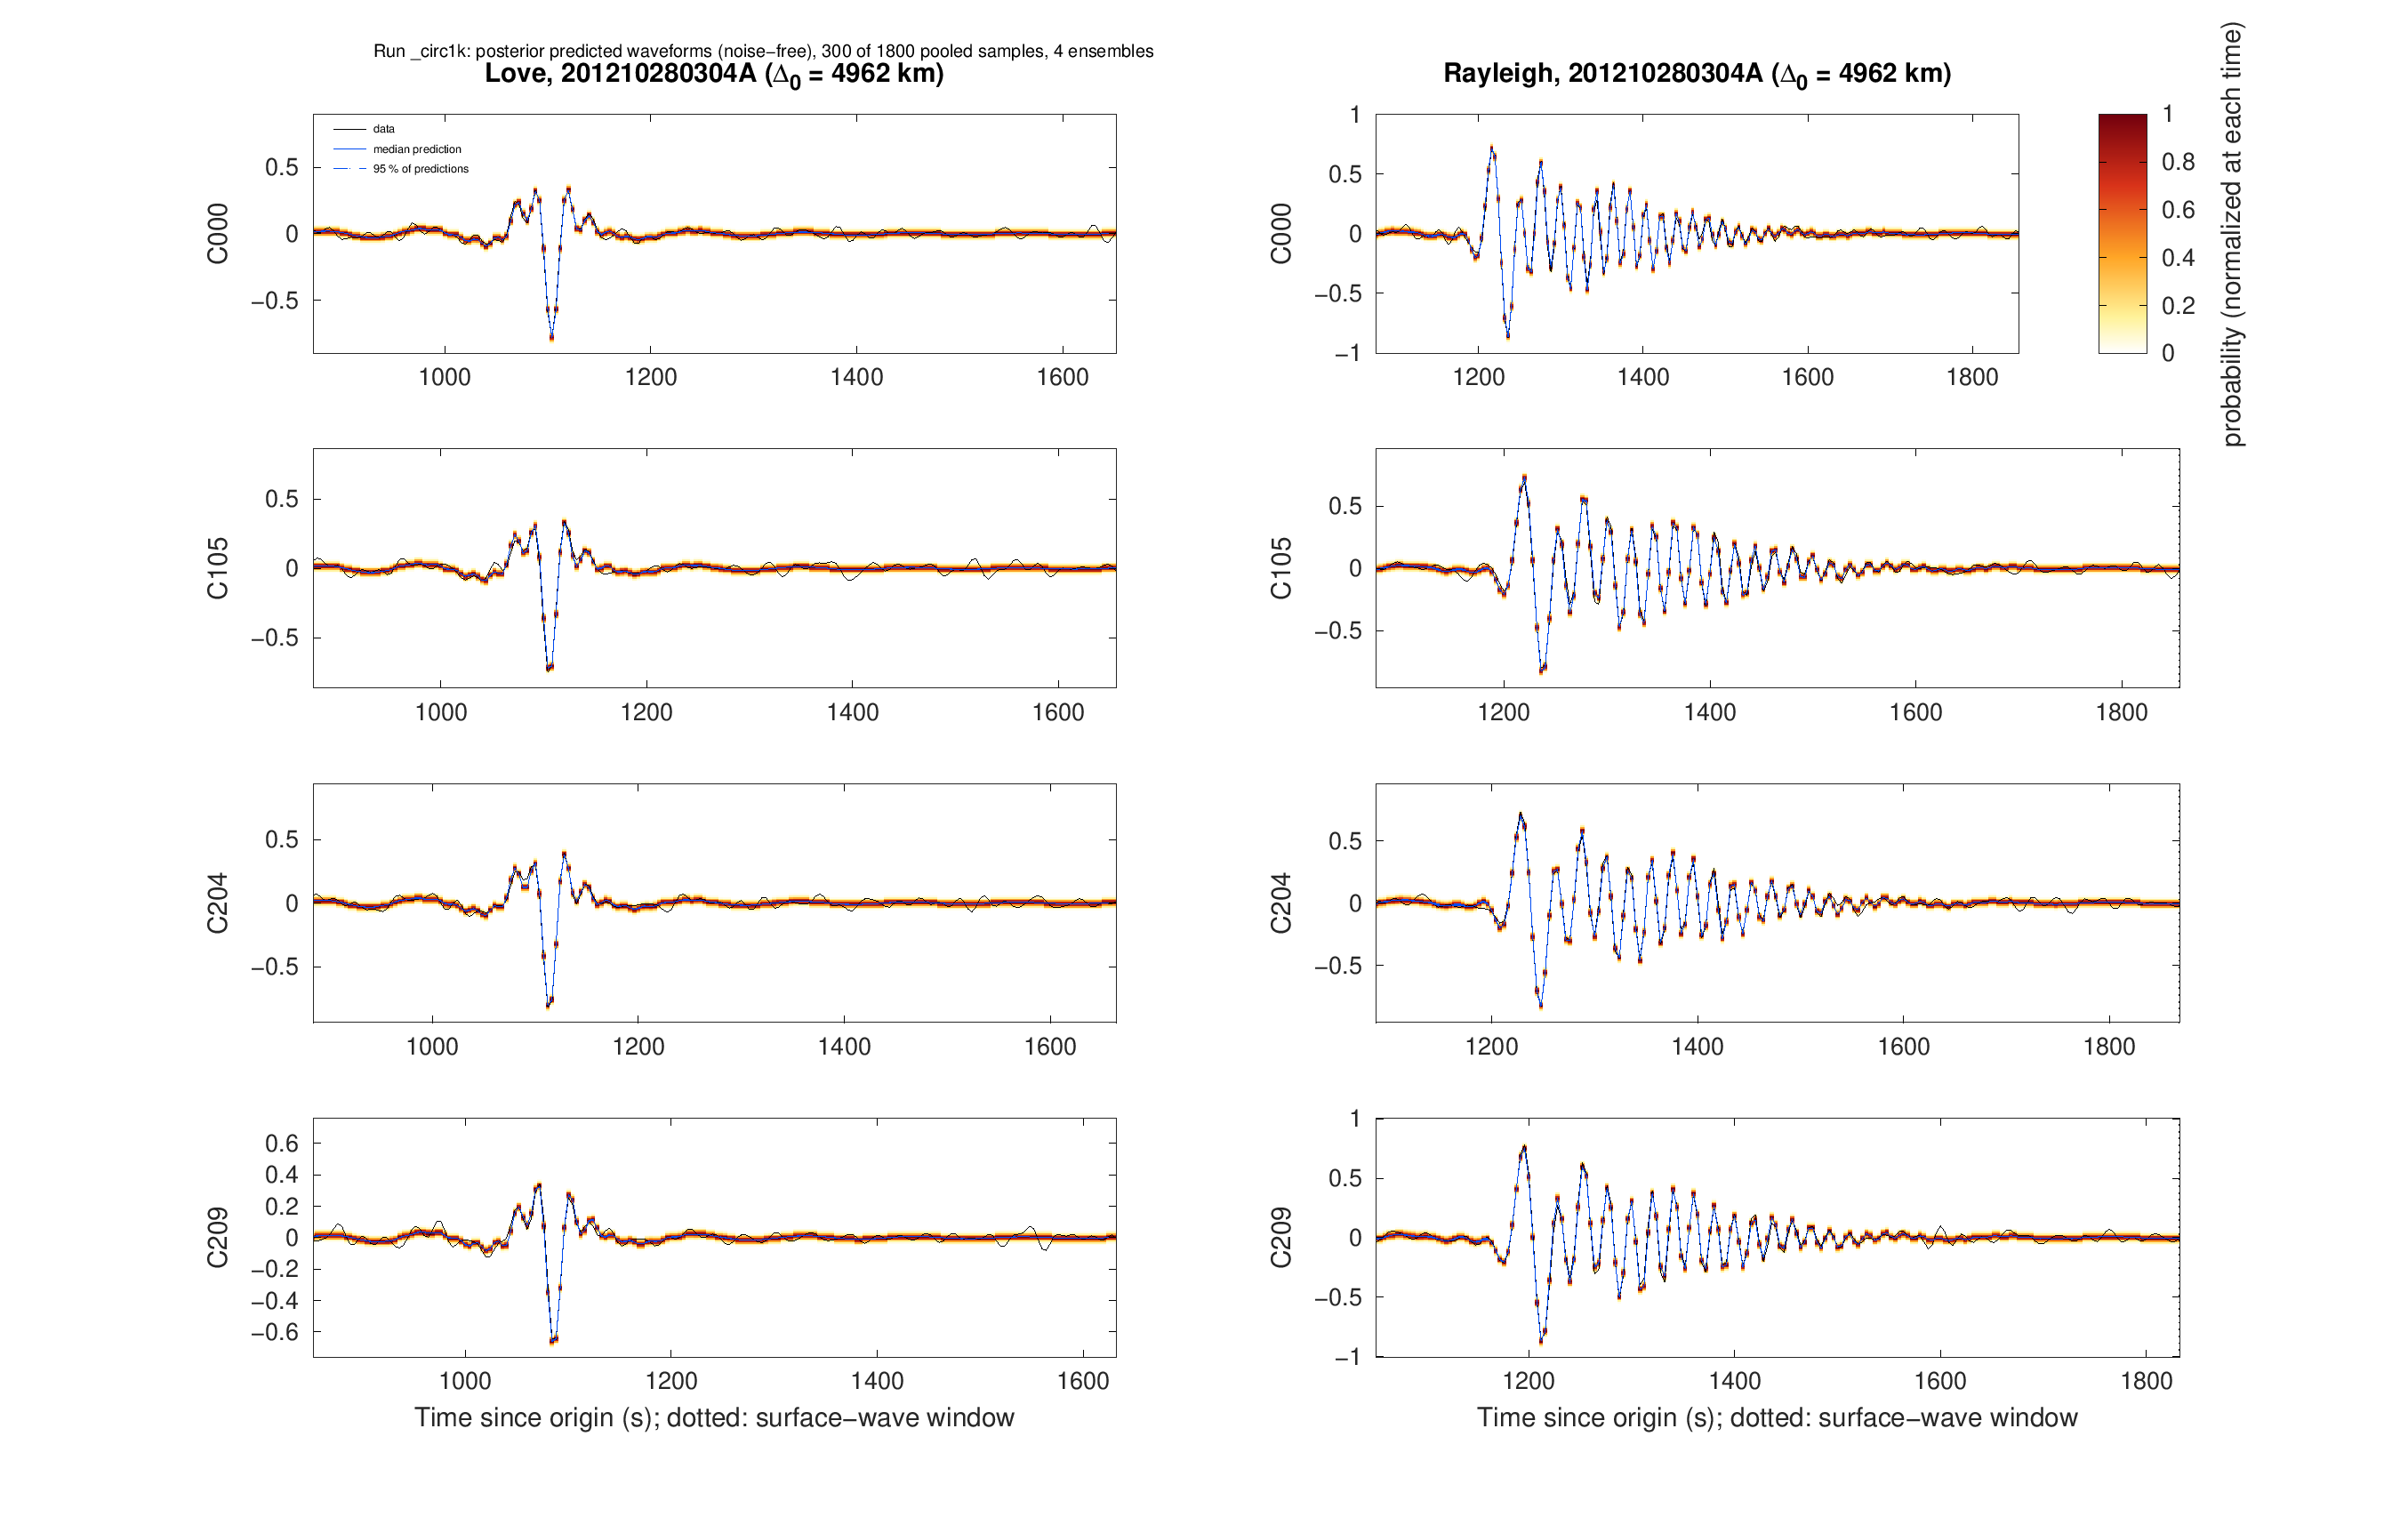 Run _circ1k: posterior predicted waveforms (noise−free), 300 of 1800 pooled samples, 4 ensembles
Love, 201210280304A (Δ0 = 4962 km)
data
median prediction
95 % of predictions
0.5
0
−0.5
C000
1000 1200 1400 1600
0.5
0
−0.5
C105
1000 1200 1400 1600
0.5
0
−0.5
C204
1000 1200 1400 1600
0.6
0.4
0.2
0
−0.2
−0.4
−0.6
C209
1000 1200 1400 1600
Time since origin (s); dotted: surface−wave window
Rayleigh, 201210280304A (Δ0 = 4962 km)
1
0.5
0
−0.5
−1
C000
1200 1400 1600 1800
1
0.8
0.6
0.4
0.2
0
probability (normalized at each time)
0.5
0
−0.5
C105
1200 1400 1600 1800
0.5
0
−0.5
C204
1200 1400 1600 1800
1
0.5
0
−0.5
−1
C209
1200 1400 1600 1800
Time since origin (s); dotted: surface−wave window